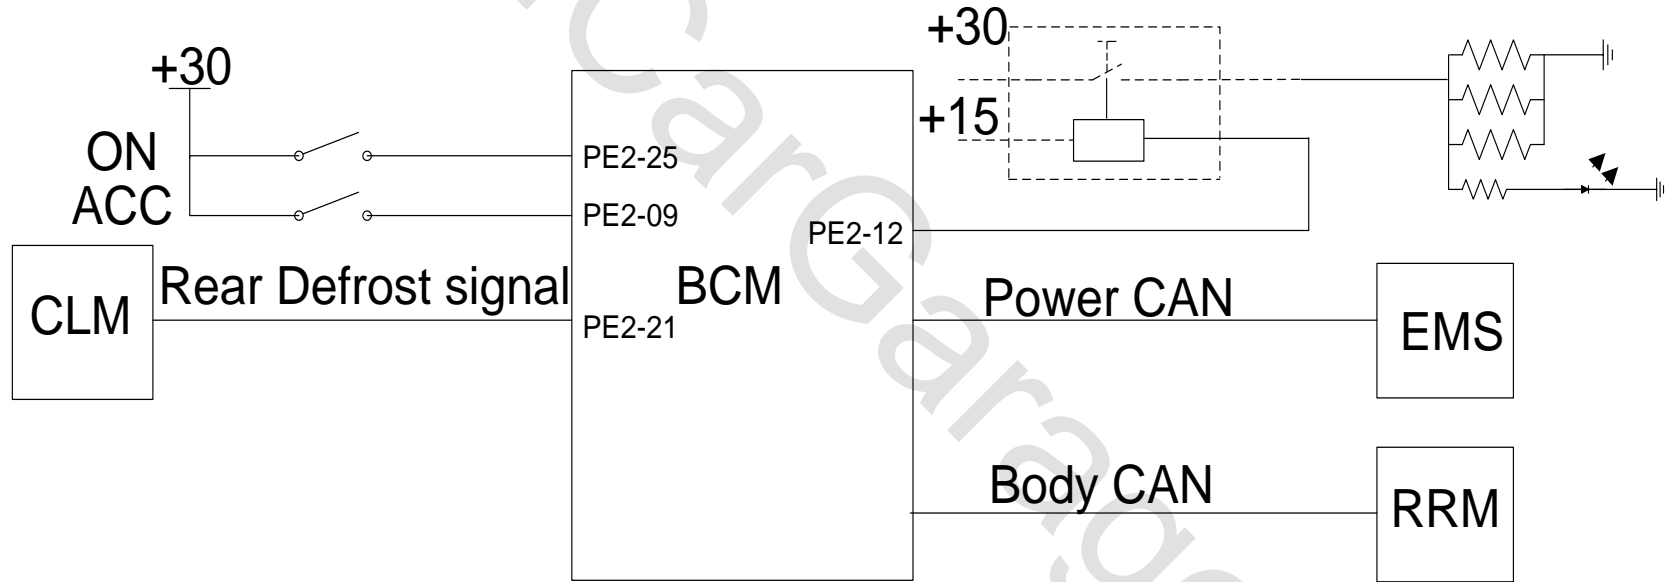 +30
ON
ACC
CLM
Rear Defrost signal
PE2-25
PE2-09
PE2-21
BCM
PE2-12
+30
+15
Power CAN
EMS
Body CAN
RRM
CarGarage